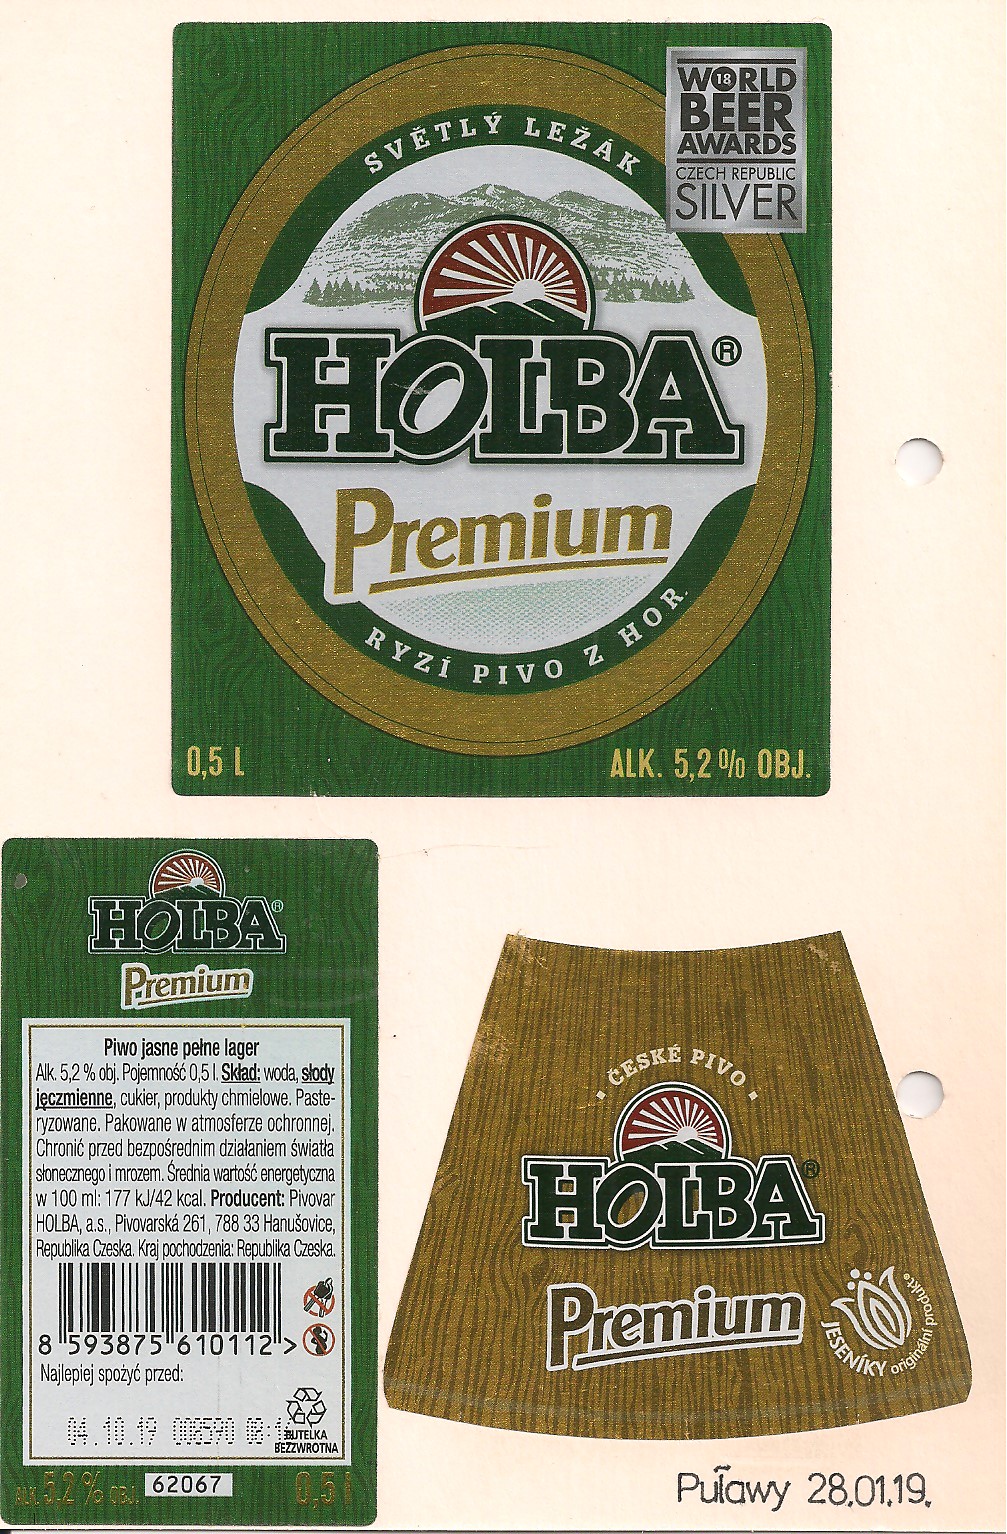 SVĚTLÝ LEŽÁK
W18RLD
BEER
AWARDS
CZECH REPUBLIC
SILVER
HOLBA®
Premium
RYZÍ PIVO Z HOR.
0,5 L
ALK. 5,2% OBJ.
HOLBA®
Premium
Piwo jasne pełne lager
Alk. 5,2 % obj. Pojemność 0,5 l. Skład: woda, słody
jęczmienne, cukier, produkty chmielowe. Paste-
ryzowane. Pakowane w atmosferze ochronnej.
Chronić przed bezpośrednim działaniem światła
słonecznego i mrozem. Średnia wartość energetyczna
w 100 ml: 177 kJ/42 kcal. Producent: Pivovar
HOLBA, a.s., Pivovarská 261, 788 33 Hanušovice,
Republika Czeska. Kraj pochodzenia: Republika Czeska.
8 593875 610112 >
Najlepiej spożyć przed:
04.10.19
BUTELKA
BEZZWROTNA
ALK. 5,2 % OBJ.
62067
0,5 l
• ČESKÉ PIVO •
HOLBA®
Premium
JESENÍKY originální produkt®
Puławy 28.01.19.